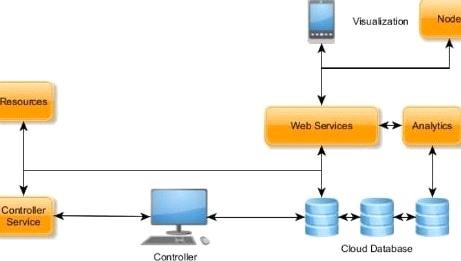 Visualization
Node
Resources
Web Services
Analytics
Controller
Service
Controller
Cloud Database